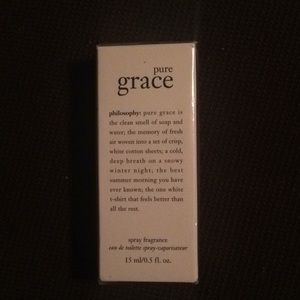 pure
grace
philosophy: pure grace is
the clean smell of soap and
water; the memory of fresh
air woven into a set of crisp,
white cotton sheets; a cold,
deep breath on a snowy
winter night; the best
summer morning you have
ever known; the one white
t-shirt that feels better than
all the rest.
spray fragrance
eau de toilette spray-vaporisateur
15 ml/0.5 fl. oz.